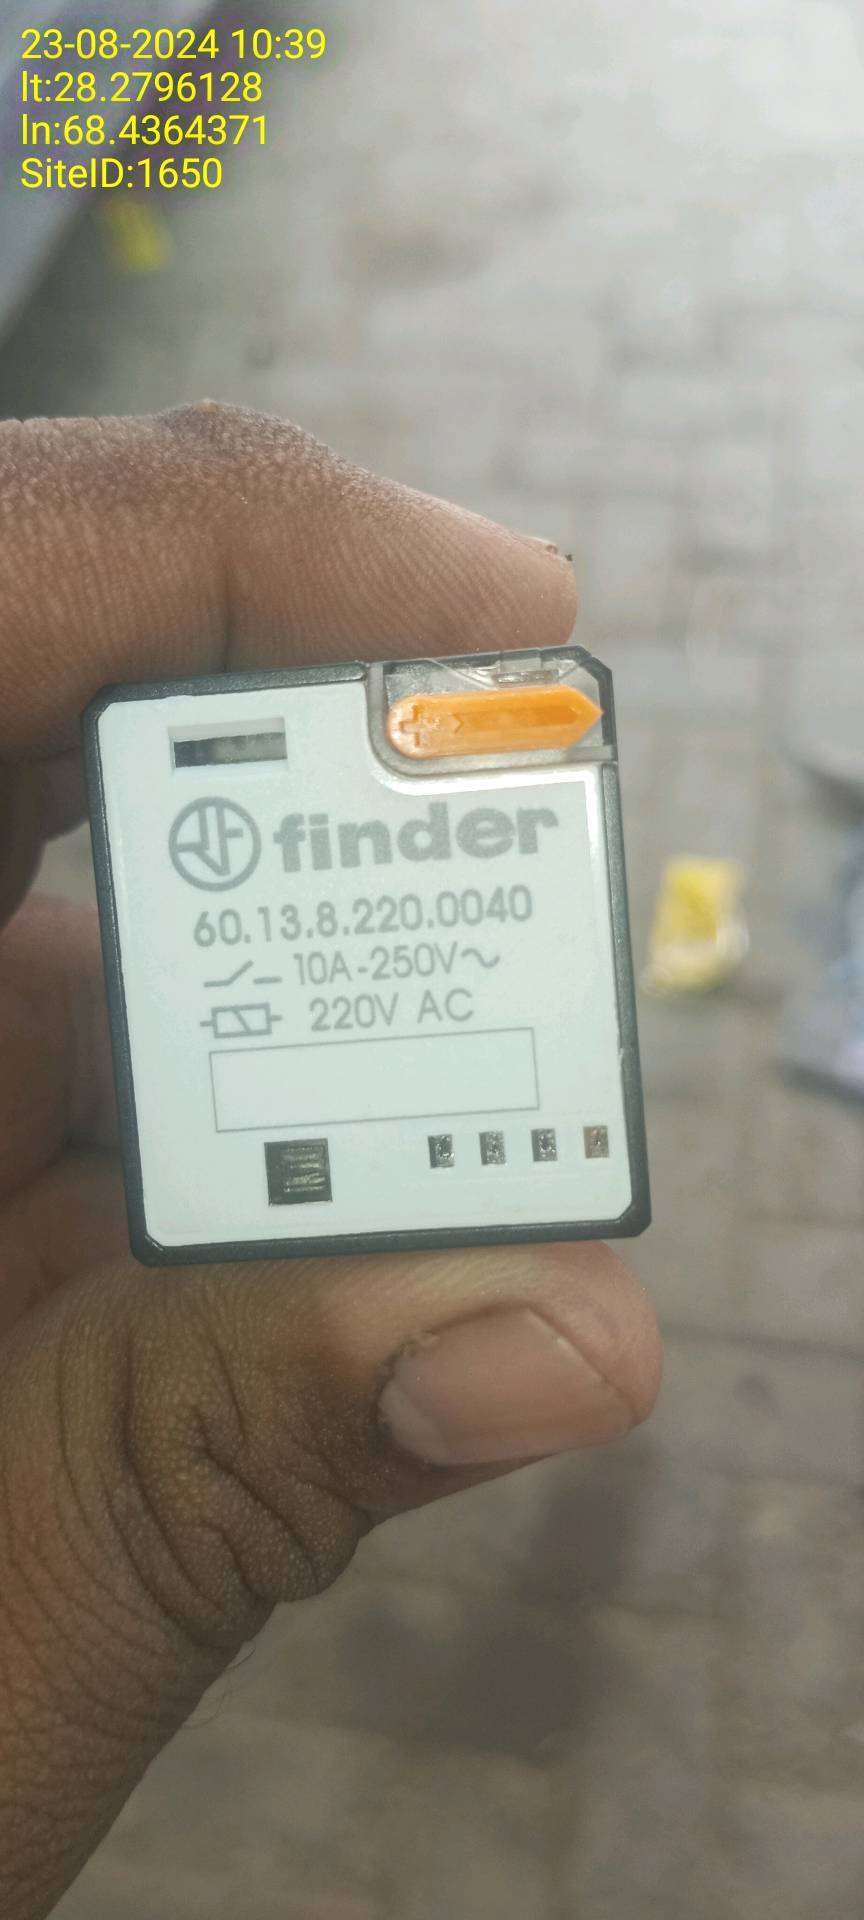 23-08-2024 10:39
lt:28.2796128
ln:68.4364371
SiteID:1650
finder
60.13.8.220.0040
10A-250V~
220V AC